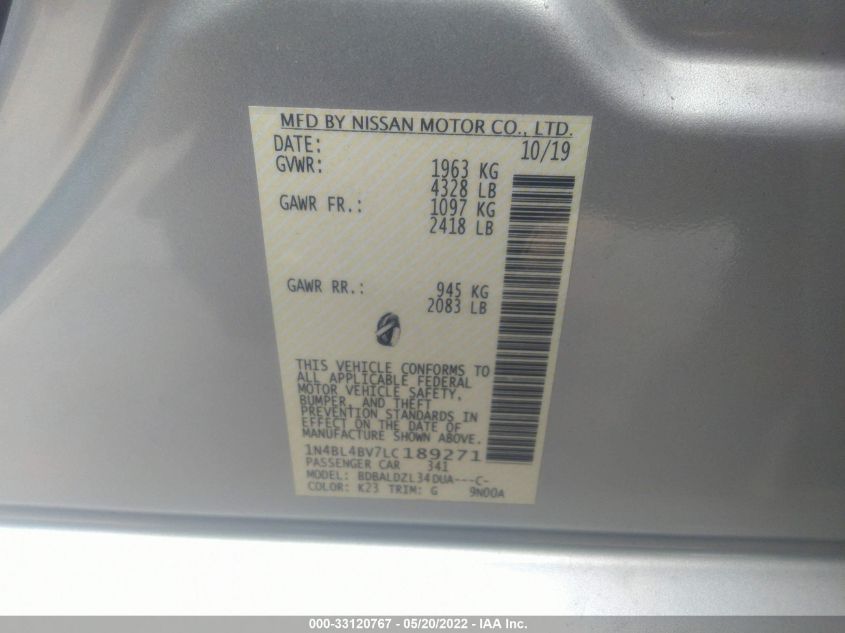 MFD BY NISSAN MOTOR CO., LTD.
DATE: 10/19
GVWR: 1963 KG
4328 LB
GAWR FR.: 1097 KG
2418 LB
GAWR RR.: 945 KG
2083 LB
THIS VEHICLE CONFORMS TO
ALL APPLICABLE FEDERAL
MOTOR VEHICLE SAFETY,
BUMPER, AND THEFT
PREVENTION STANDARDS IN
EFFECT ON THE DATE OF
MANUFACTURE SHOWN ABOVE.
1N4BL4BV7LC189271
PASSENGER CAR 341
MODEL: BDBALDZL34DUA---C-
COLOR: K23 TRIM: G 9N00A
000-33120767 - 05/20/2022 - IAA Inc.